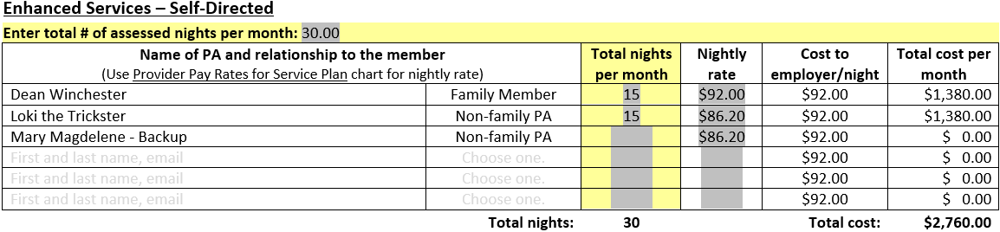 Enhanced Services – Self-Directed
Enter total # of assessed nights per month: 30.00
Name of PA and relationship to the member (Use Provider Pay Rates for Service Plan chart for nightly rate) Total nights per month Nightly rate Cost to employer/night Total cost per month
Dean Winchester Family Member 15 $92.00 $92.00 $1,380.00
Loki the Trickster Non-family PA 15 $86.20 $92.00 $1,380.00
Mary Magdelene - Backup Non-family PA $86.20 $92.00 $ 0.00
First and last name, email Choose one. $92.00 $ 0.00
First and last name, email Choose one. $92.00 $ 0.00
First and last name, email Choose one. $92.00 $ 0.00
Total nights: 30 Total cost: $2,760.00